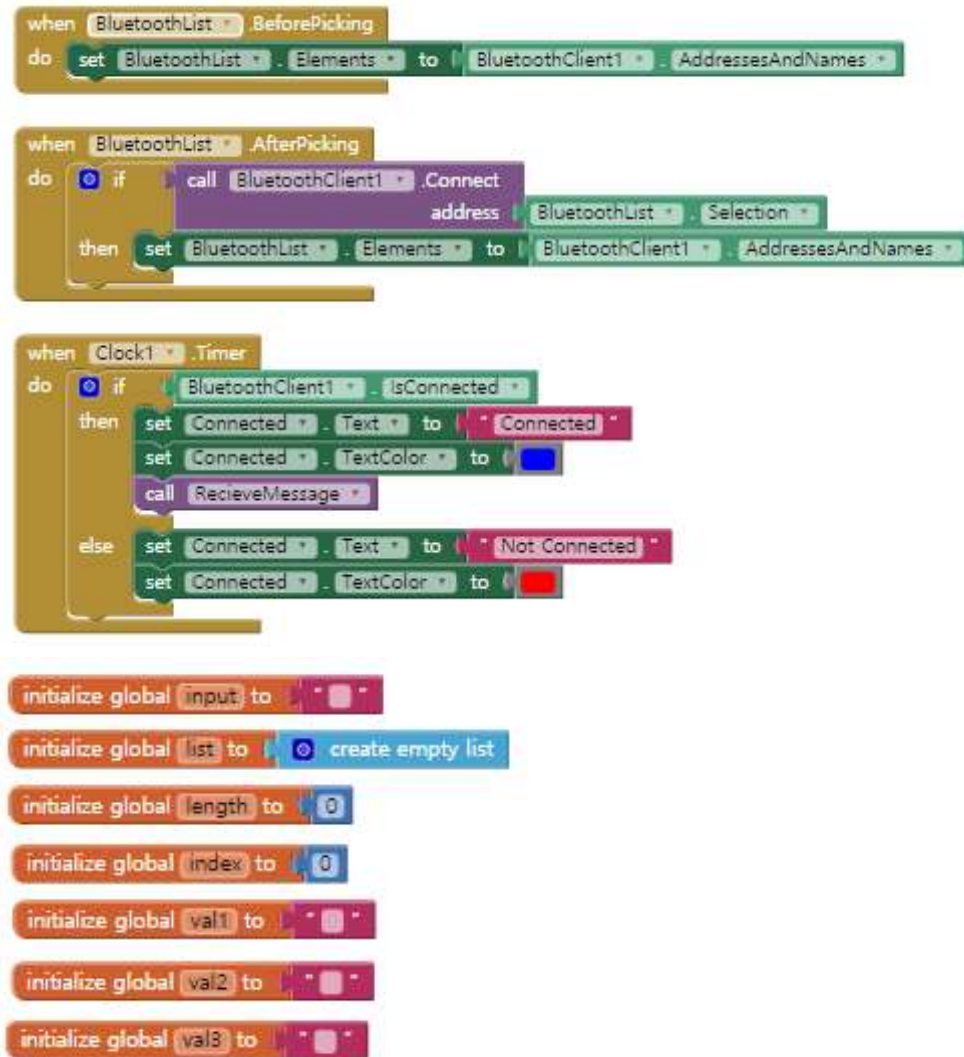 when BluetoothList .BeforePicking
do set BluetoothList . Elements to BluetoothClient1 . AddressesAndNames
when BluetoothList .AfterPicking
do if call BluetoothClient1 .Connect
address BluetoothList . Selection
then set BluetoothList . Elements to BluetoothClient1 . AddressesAndNames
when Clock1 .Timer
do if BluetoothClient1 . IsConnected
then set Connected . Text to " Connected "
set Connected . TextColor to
call RecieveMessage
else set Connected . Text to " Not Connected "
set Connected . TextColor to
initialize global input to " "
initialize global list to create empty list
initialize global length to 0
initialize global index to 0
initialize global val1 to " "
initialize global val2 to " "
initialize global val3 to " "